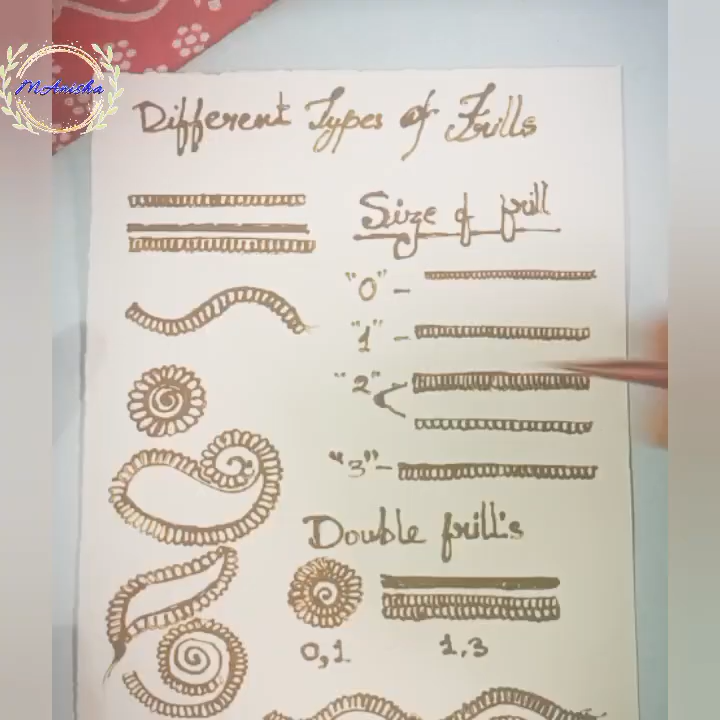 MAnisha
Different Types of Frills
Size of frill
"0" -
"1" -
"2"
"3" -
Double frill's
0,1
1.3